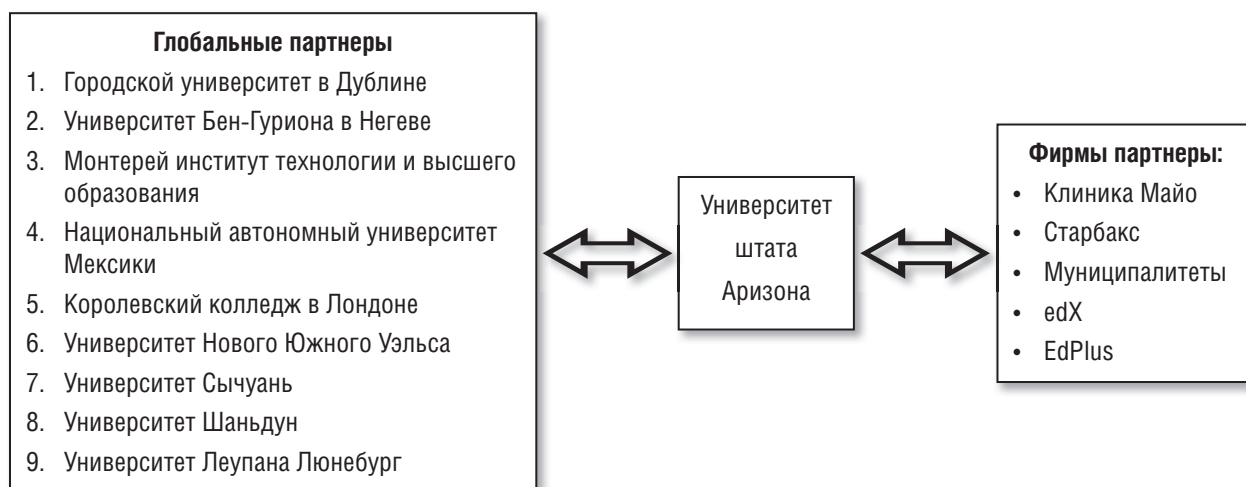 Глобальные партнеры
1. Городской университет в Дублине
2. Университет Бен-Гуриона в Негеве
3. Монтерей институт технологии и высшего
образования
4. Национальный автономный университет
Мексики
5. Королевский колледж в Лондоне
6. Университет Нового Южного Уэльса
7. Университет Сычуань
8. Университет Шаньдун
9. Университет Леупана Люнебург
Университет
штата
Аризона
Фирмы партнеры:
• Клиника Майо
• Старбакс
• Муниципалитеты
• edX
• EdPlus